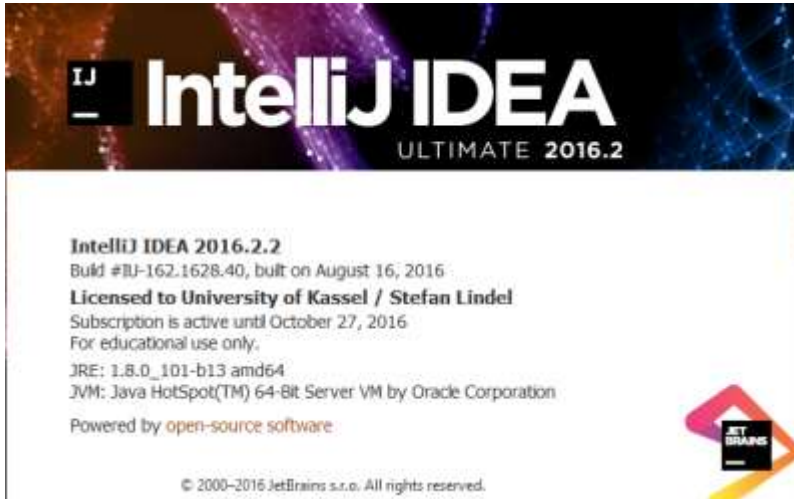 IJ
IntelliJ IDEA
ULTIMATE 2016.2
IntelliJ IDEA 2016.2.2
Build #IU-162.1628.40, built on August 16, 2016
Licensed to University of Kassel / Stefan Lindel
Subscription is active until October 27, 2016
For educational use only.
JRE: 1.8.0_101-b13 amd64
JVM: Java HotSpot(TM) 64-Bit Server VM by Oracle Corporation
Powered by open-source software
JET
BRAINS
© 2000–2016 JetBrains s.r.o. All rights reserved.